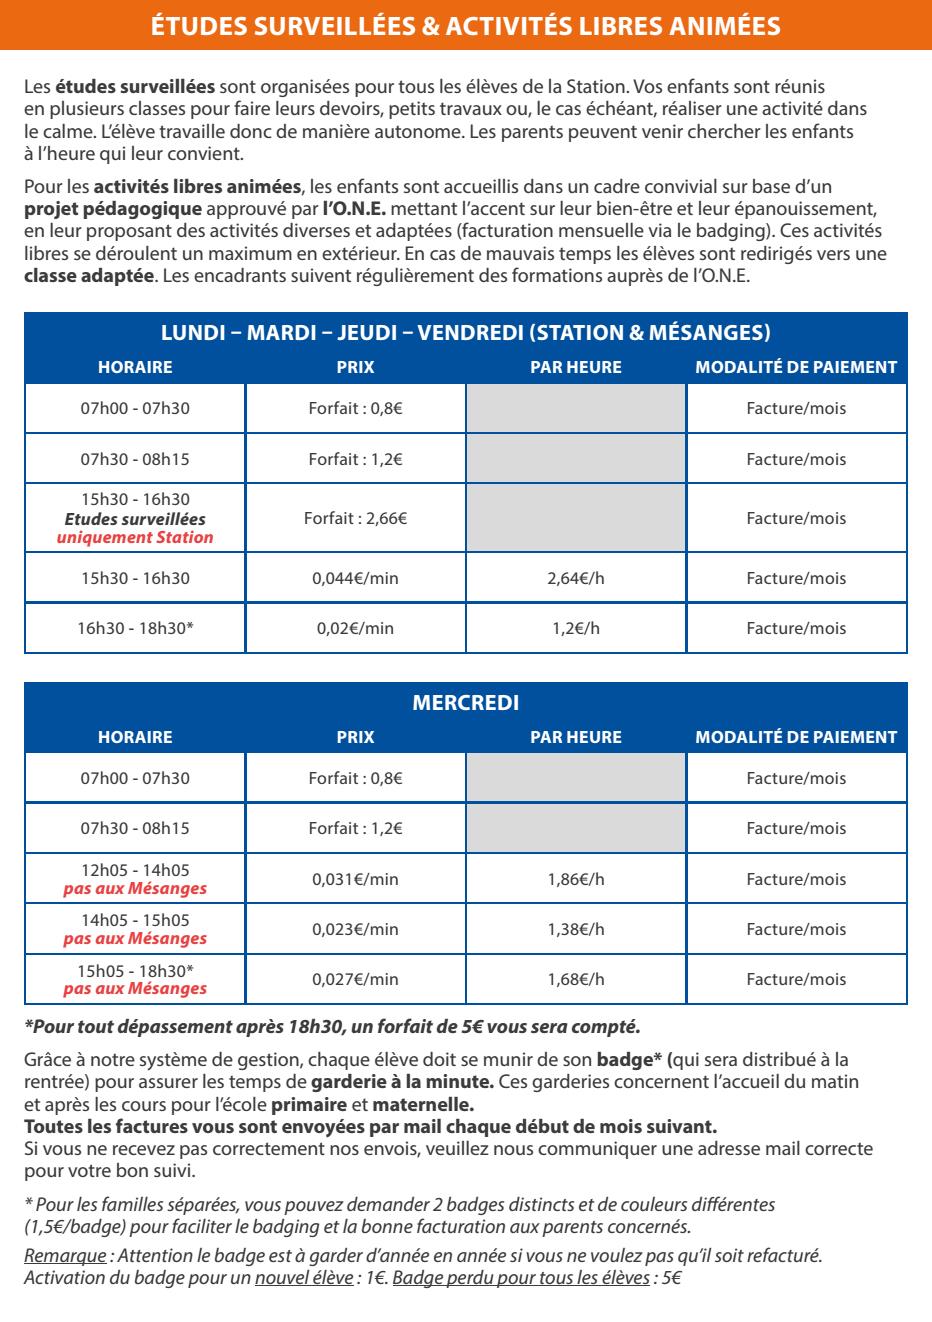 ÉTUDES SURVEILLÉES & ACTIVITÉS LIBRES ANIMÉES
Les études surveillées sont organisées pour tous les élèves de la Station. Vos enfants sont réunis
en plusieurs classes pour faire leurs devoirs, petits travaux ou, le cas échéant, réaliser une activité dans
le calme. L'élève travaille donc de manière autonome. Les parents peuvent venir chercher les enfants
à l'heure qui leur convient.
Pour les activités libres animées, les enfants sont accueillis dans un cadre convivial sur base d'un
projet pédagogique approuvé par l'O.N.E. mettant l'accent sur leur bien-être et leur épanouissement,
en leur proposant des activités diverses et adaptées (facturation mensuelle via le badging). Ces activités
libres se déroulent un maximum en extérieur. En cas de mauvais temps les élèves sont redirigés vers une
classe adaptée. Les encadrants suivent régulièrement des formations auprès de l'O.N.E.
LUNDI – MARDI – JEUDI – VENDREDI (STATION & MÉSANGES)
HORAIRE PRIX PAR HEURE MODALITÉ DE PAIEMENT
07h00 - 07h30 Forfait : 0,8€ Facture/mois
07h30 - 08h15 Forfait : 1,2€ Facture/mois
15h30 - 16h30
Etudes surveillées Forfait : 2,66€ Facture/mois
uniquement Station
15h30 - 16h30 0,044€/min 2,64€/h Facture/mois
16h30 - 18h30* 0,02€/min 1,2€/h Facture/mois
MERCREDI
HORAIRE PRIX PAR HEURE MODALITÉ DE PAIEMENT
07h00 - 07h30 Forfait : 0,8€ Facture/mois
07h30 - 08h15 Forfait : 1,2€ Facture/mois
12h05 - 14h05
pas aux Mésanges 0,031€/min 1,86€/h Facture/mois
14h05 - 15h05
pas aux Mésanges 0,023€/min 1,38€/h Facture/mois
15h05 - 18h30*
pas aux Mésanges 0,027€/min 1,68€/h Facture/mois
*Pour tout dépassement après 18h30, un forfait de 5€ vous sera compté.
Grâce à notre système de gestion, chaque élève doit se munir de son badge* (qui sera distribué à la
rentrée) pour assurer les temps de garderie à la minute. Ces garderies concernent l'accueil du matin
et après les cours pour l'école primaire et maternelle.
Toutes les factures vous sont envoyées par mail chaque début de mois suivant.
Si vous ne recevez pas correctement nos envois, veuillez nous communiquer une adresse mail correcte
pour votre bon suivi.
* Pour les familles séparées, vous pouvez demander 2 badges distincts et de couleurs différentes
(1,5€/badge) pour faciliter le badging et la bonne facturation aux parents concernés.
Remarque : Attention le badge est à garder d'année en année si vous ne voulez pas qu'il soit refacturé.
Activation du badge pour un nouvel élève : 1€. Badge perdu pour tous les élèves : 5€